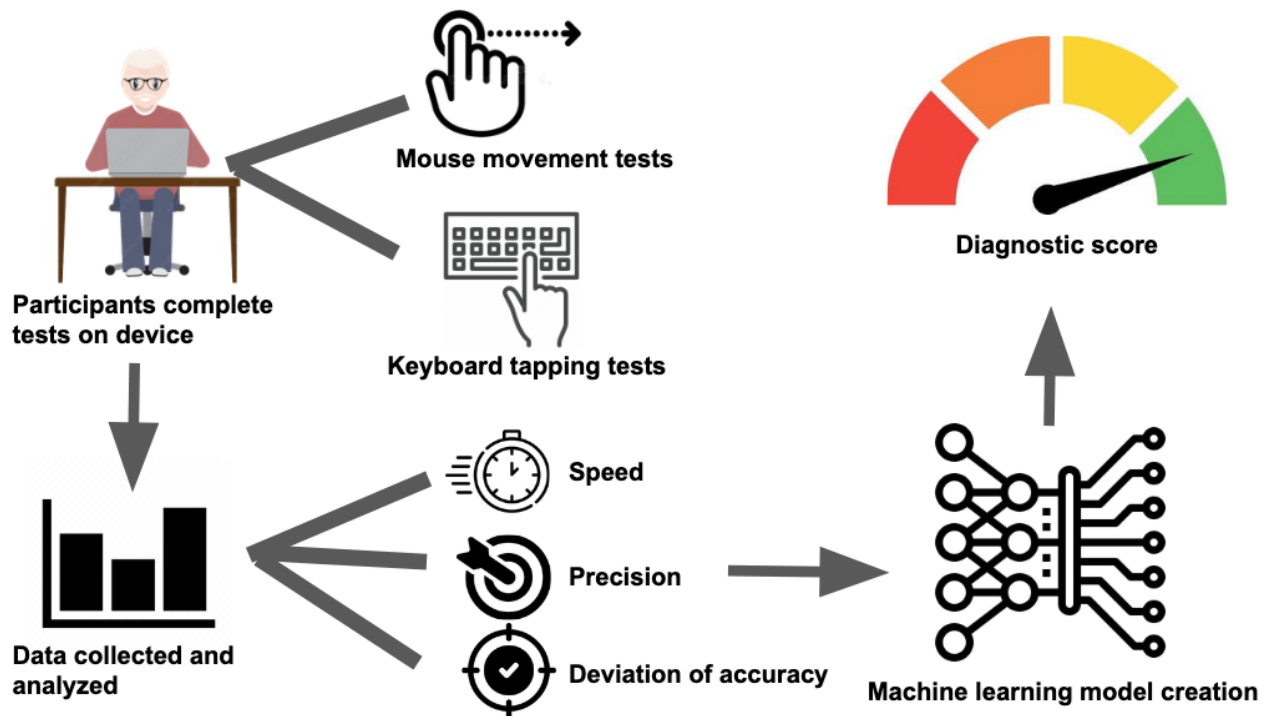 Mouse movement tests
Diagnostic score
Participants complete
tests on device
Keyboard tapping tests
Speed
Precision
Data collected and
analyzed
Deviation of accuracy
Machine learning model creation